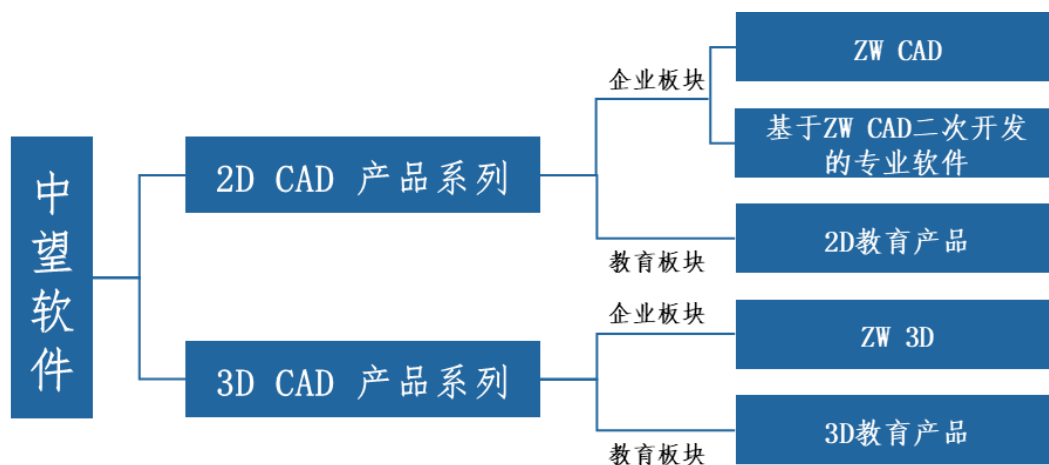 中望软件
2D CAD 产品系列
企业板块
ZW CAD
基于ZW CAD二次开发
的专业软件
教育板块
2D教育产品
3D CAD 产品系列
企业板块
ZW 3D
教育板块
3D教育产品